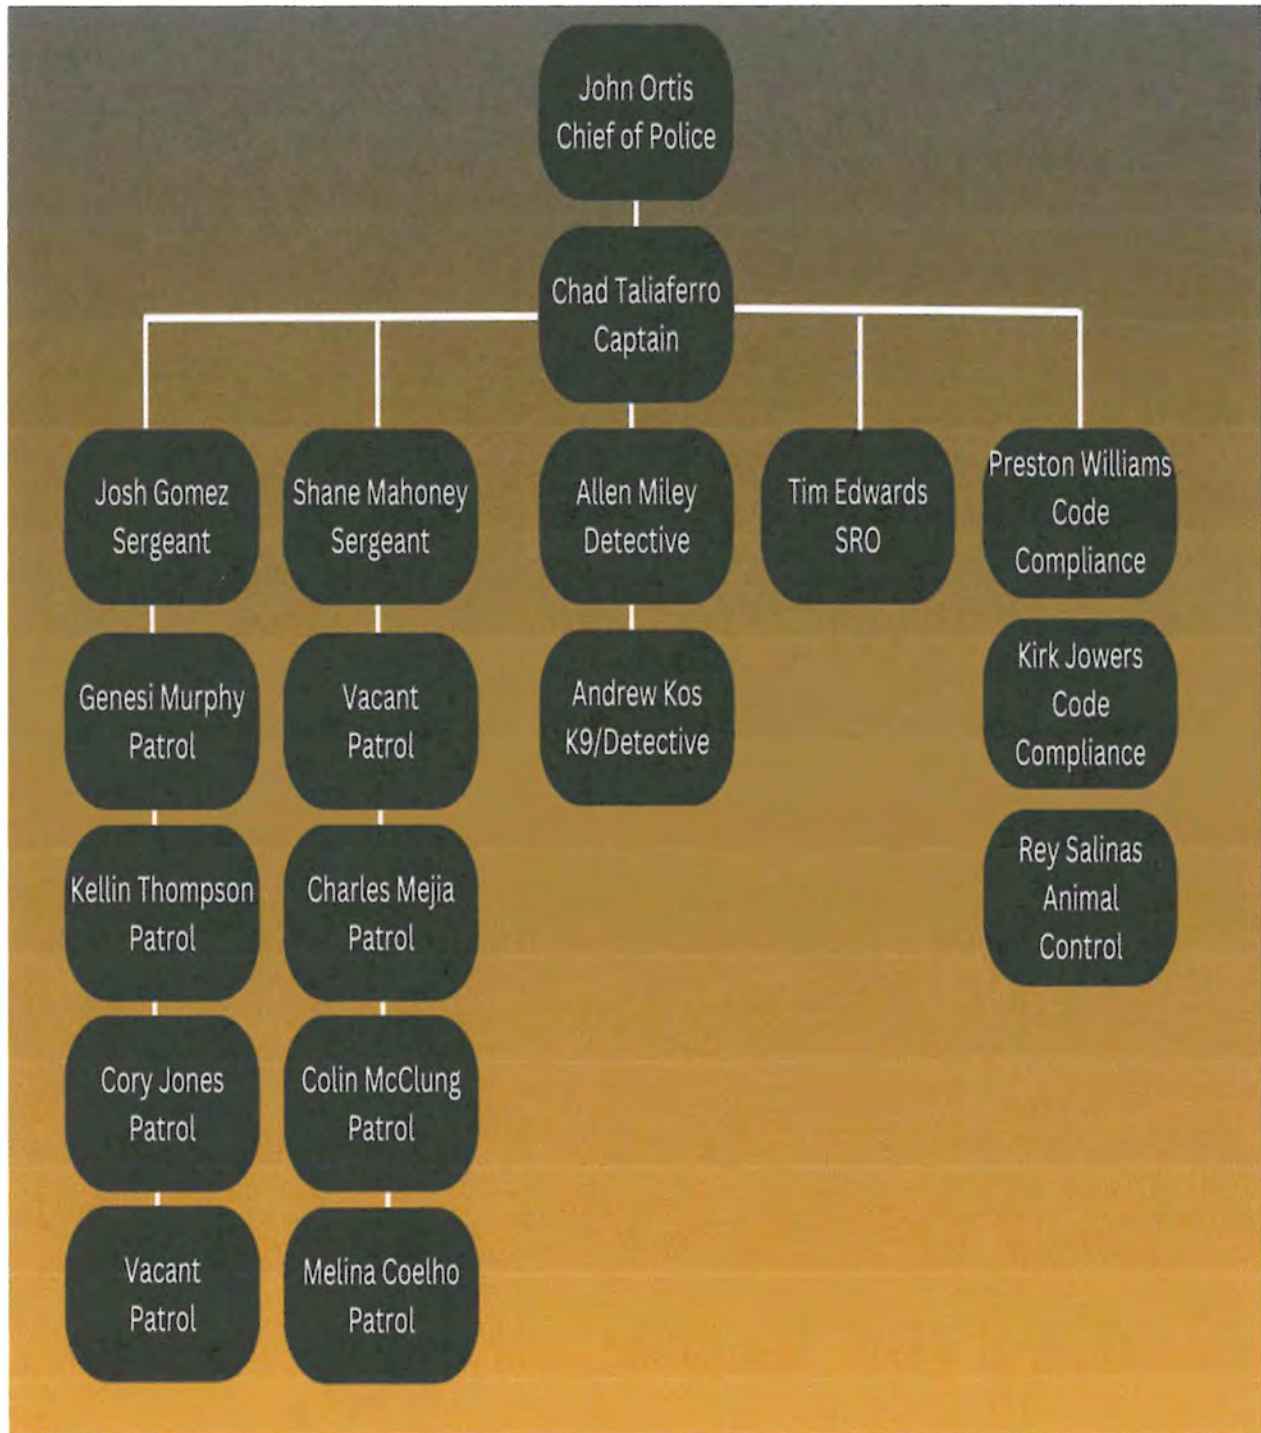 John Ortis
Chief of Police
Chad Taliaferro
Captain
Josh Gomez
Sergeant
Shane Mahoney
Sergeant
Allen Miley
Detective
Tim Edwards
SRO
Preston Williams
Code
Compliance
Genesi Murphy
Patrol
Vacant
Patrol
Andrew Kos
K9/Detective
Kirk Jowers
Code
Compliance
Kellin Thompson
Patrol
Charles Mejia
Patrol
Rey Salinas
Animal
Control
Cory Jones
Patrol
Colin McClung
Patrol
Vacant
Patrol
Melina Coelho
Patrol